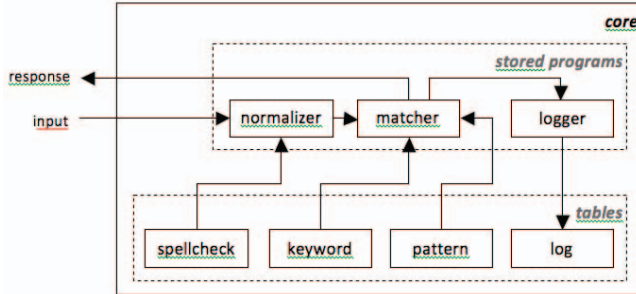 core
stored programs
response
input
normalizer
matcher
logger
tables
spellcheck
keyword
pattern
log